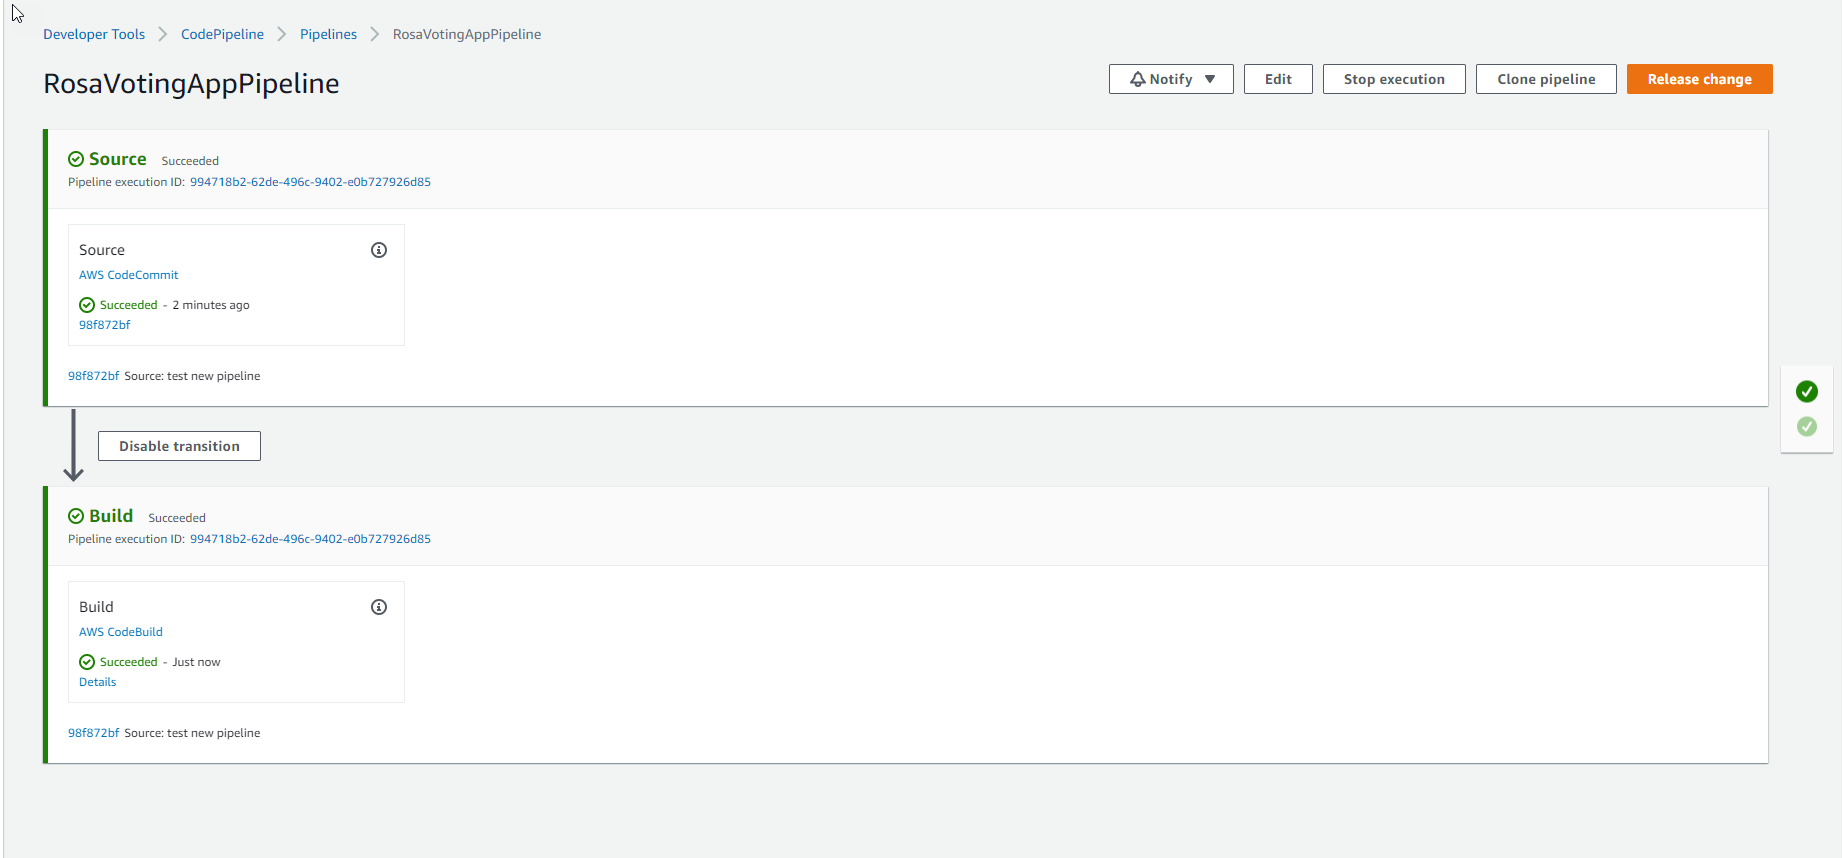 Developer Tools > CodePipeline > Pipelines > RosaVotingAppPipeline
RosaVotingAppPipeline
Notify Edit Stop execution Clone pipeline Release change
Source Succeeded
Pipeline execution ID: 994718b2-62de-496c-9402-e0b727926d85
Source
AWS CodeCommit
Succeeded - 2 minutes ago
98f872bf
98f872bf Source: test new pipeline
Disable transition
Build Succeeded
Pipeline execution ID: 994718b2-62de-496c-9402-e0b727926d85
Build
AWS CodeBuild
Succeeded - Just now
Details
98f872bf Source: test new pipeline